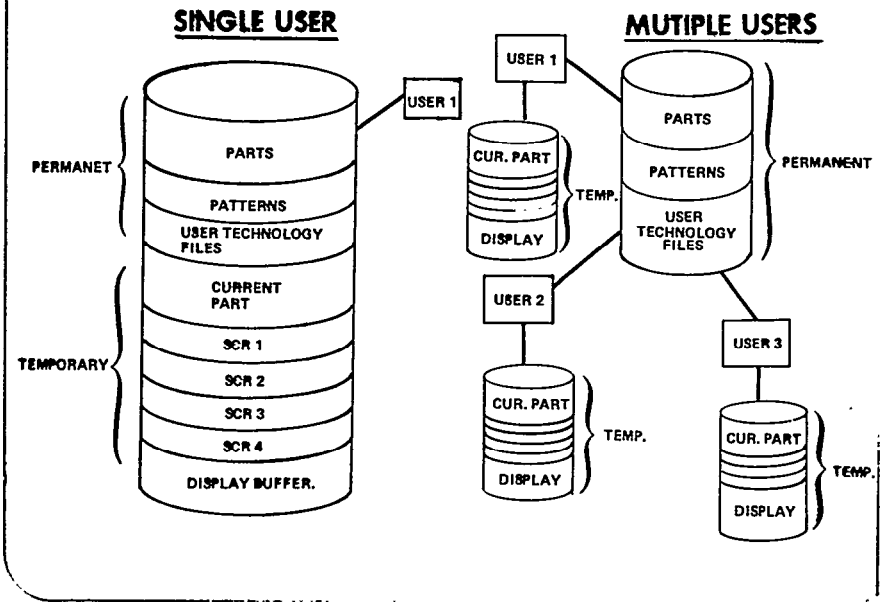 SINGLE USER
USER 1
PERMANET
PARTS
PATTERNS
USER TECHNOLOGY
FILES
TEMPORARY
CURRENT
PART
SCR 1
SCR 2
SCR 3
SCR 4
DISPLAY BUFFER.
MUTIPLE USERS
USER 1
CUR. PART
DISPLAY
TEMP.
PARTS
PATTERNS
USER
TECHNOLOGY
FILES
PERMANENT
USER 2
CUR. PART
DISPLAY
TEMP.
USER 3
CUR. PART
DISPLAY
TEMP.